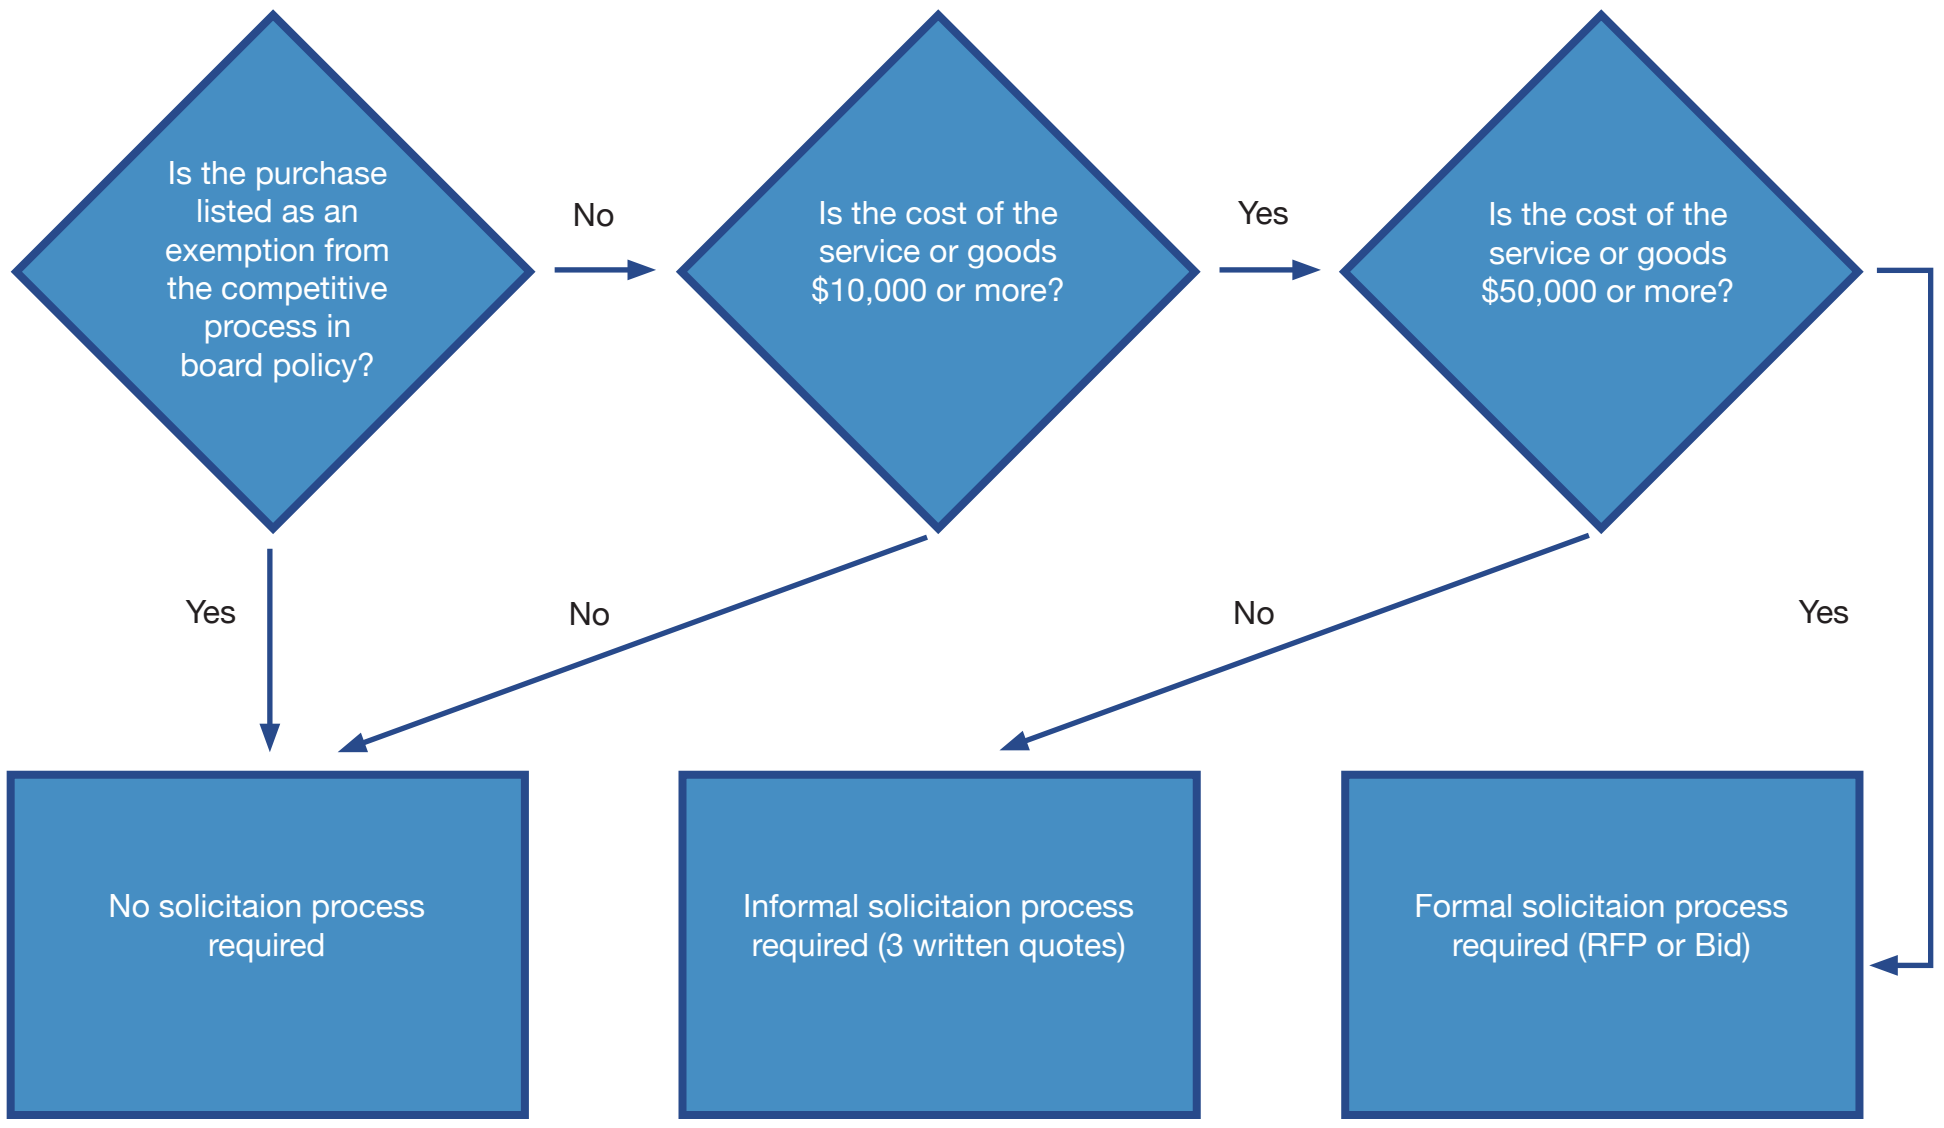 Is the purchase
listed as an
exemption from
the competitive
process in
board policy?
No
Is the cost of the
service or goods
$10,000 or more?
Yes
Is the cost of the
service or goods
$50,000 or more?
Yes
No
No
Yes
No solicitaion process
required
Informal solicitaion process
required (3 written quotes)
Formal solicitaion process
required (RFP or Bid)